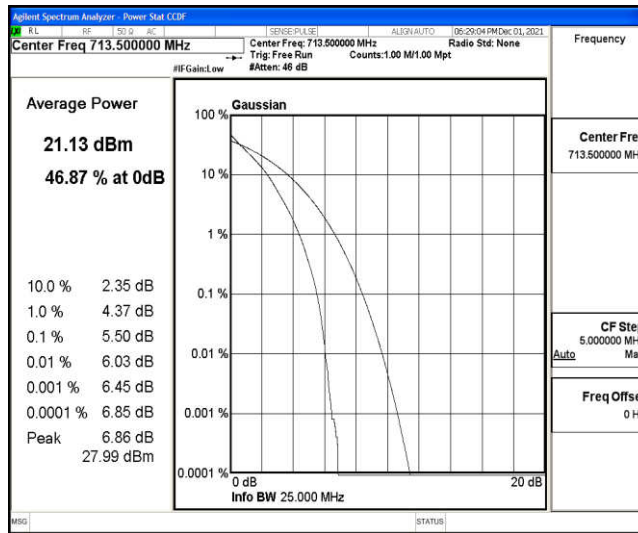 Agilent Spectrum Analyzer - Power Stat CCDF
RL RF 50 Ω AC SENSE:PULSE ALIGN AUTO 06:29:04 PM Dec 01, 2021
Center Freq 713.500000 MHz
Center Freq: 713.500000 MHz Radio Std: None
Trig: Free Run Counts:1.00 M/1.00 Mpt
#IFGain:Low #Atten: 46 dB
Frequency
Average Power
21.13 dBm
46.87 % at 0dB
10.0 % 2.35 dB
1.0 % 4.37 dB
0.1 % 5.50 dB
0.01 % 6.03 dB
0.001 % 6.45 dB
0.0001 % 6.85 dB
Peak 6.86 dB
27.99 dBm
Gaussian
100 %
10 %
1 %
0.1 %
0.01 %
0.001 %
0.0001 %
0 dB 20 dB
Info BW 25.000 MHz
Center Fre
713.500000 MH
CF Ste
5.000000 MH
Auto Ma
Freq Offse
0 H
MSG STATUS